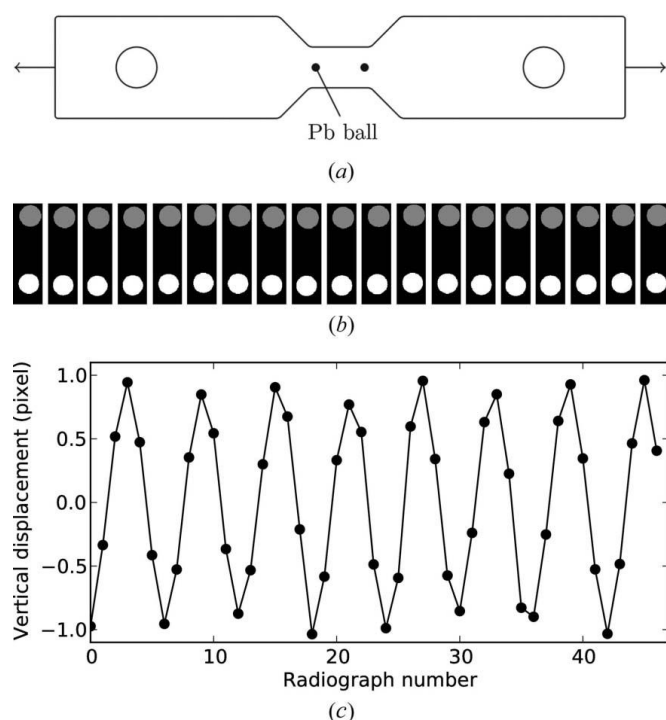 Pb ball
(a)
(b)
1.0
0.5
0.0
−0.5
−1.0
Vertical displacement (pixel)
0 10 20 30 40
Radiograph number
(c)